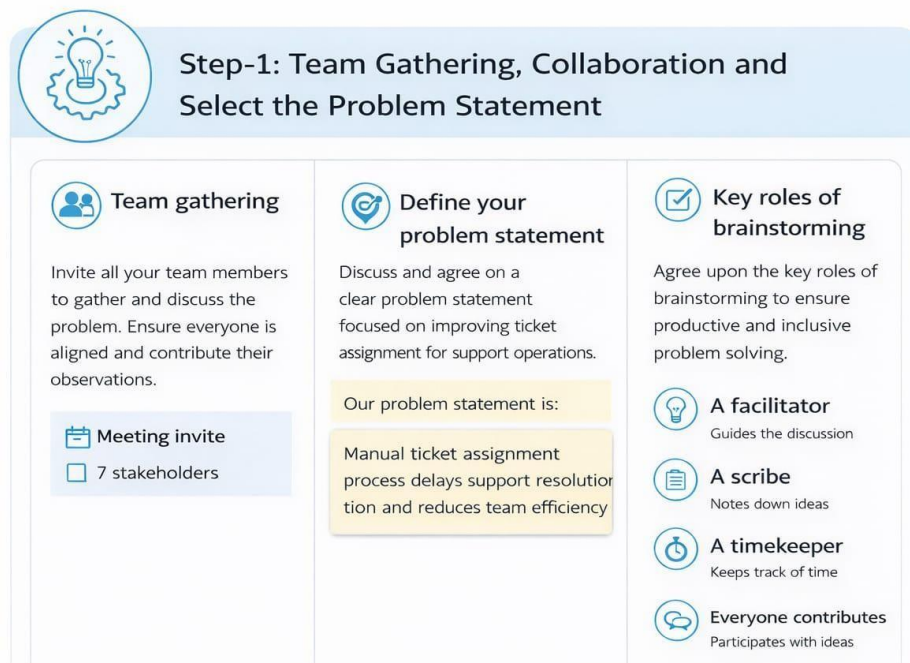 Step-1: Team Gathering, Collaboration and
Select the Problem Statement
Team gathering
Invite all your team members
to gather and discuss the
problem. Ensure everyone is
aligned and contribute their
observations.
Meeting invite
7 stakeholders
Define your
problem statement
Discuss and agree on a
clear problem statement
focused on improving ticket
assignment for support operations.
Our problem statement is:
Manual ticket assignment
process delays support resolution
tion and reduces team efficiency
Key roles of
brainstorming
Agree upon the key roles of
brainstorming to ensure
productive and inclusive
problem solving.
A facilitator
Guides the discussion
A scribe
Notes down ideas
A timekeeper
Keeps track of time
Everyone contributes
Participates with ideas